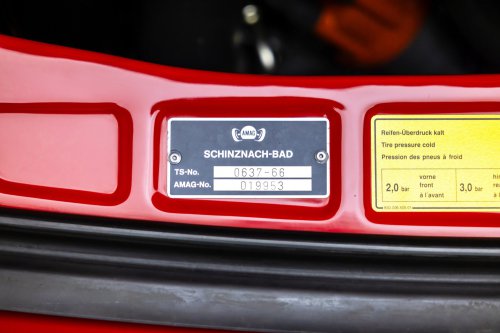 AMAG
SCHINZNACH-BAD
TS-No. 0637-66
AMAG-No. 019953
Reifen-Überdruck kalt
Tire pressure cold
Pression des pneus à froid
2,0 bar
vorne
front
à l'avant
3,0 bar